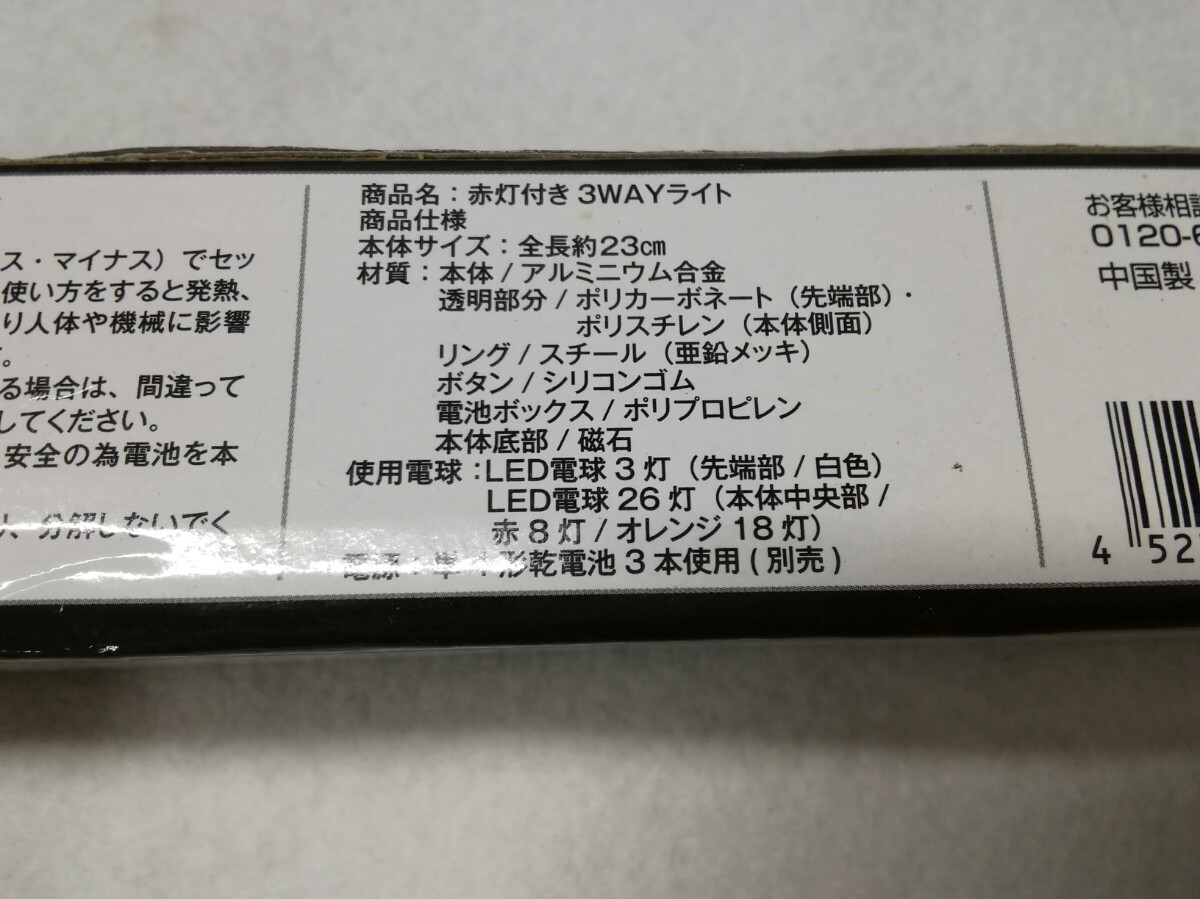 ス・マイナス）でセッ
使い方をすると発熱、
り人体や機械に影響
る場合は、間違って
してください。
安全の為電池を本
、分解しないでく
商品名：赤灯付き 3WAYライト
商品仕様
本体サイズ：全長約23㎝
材質：本体 / アルミニウム合金
透明部分 / ポリカーボネート（先端部）・
ポリスチレン（本体側面）
リング / スチール（亜鉛メッキ）
ボタン / シリコンゴム
電池ボックス / ポリプロピレン
本体底部 / 磁石
使用電球：LED電球 3 灯（先端部 / 白色）
LED電球 26 灯（本体中央部 /
赤 8 灯 / オレンジ 18 灯）
電源：単 形乾電池 3 本使用 ( 別売 )
お客様相談
0120-6
中国製
4 52